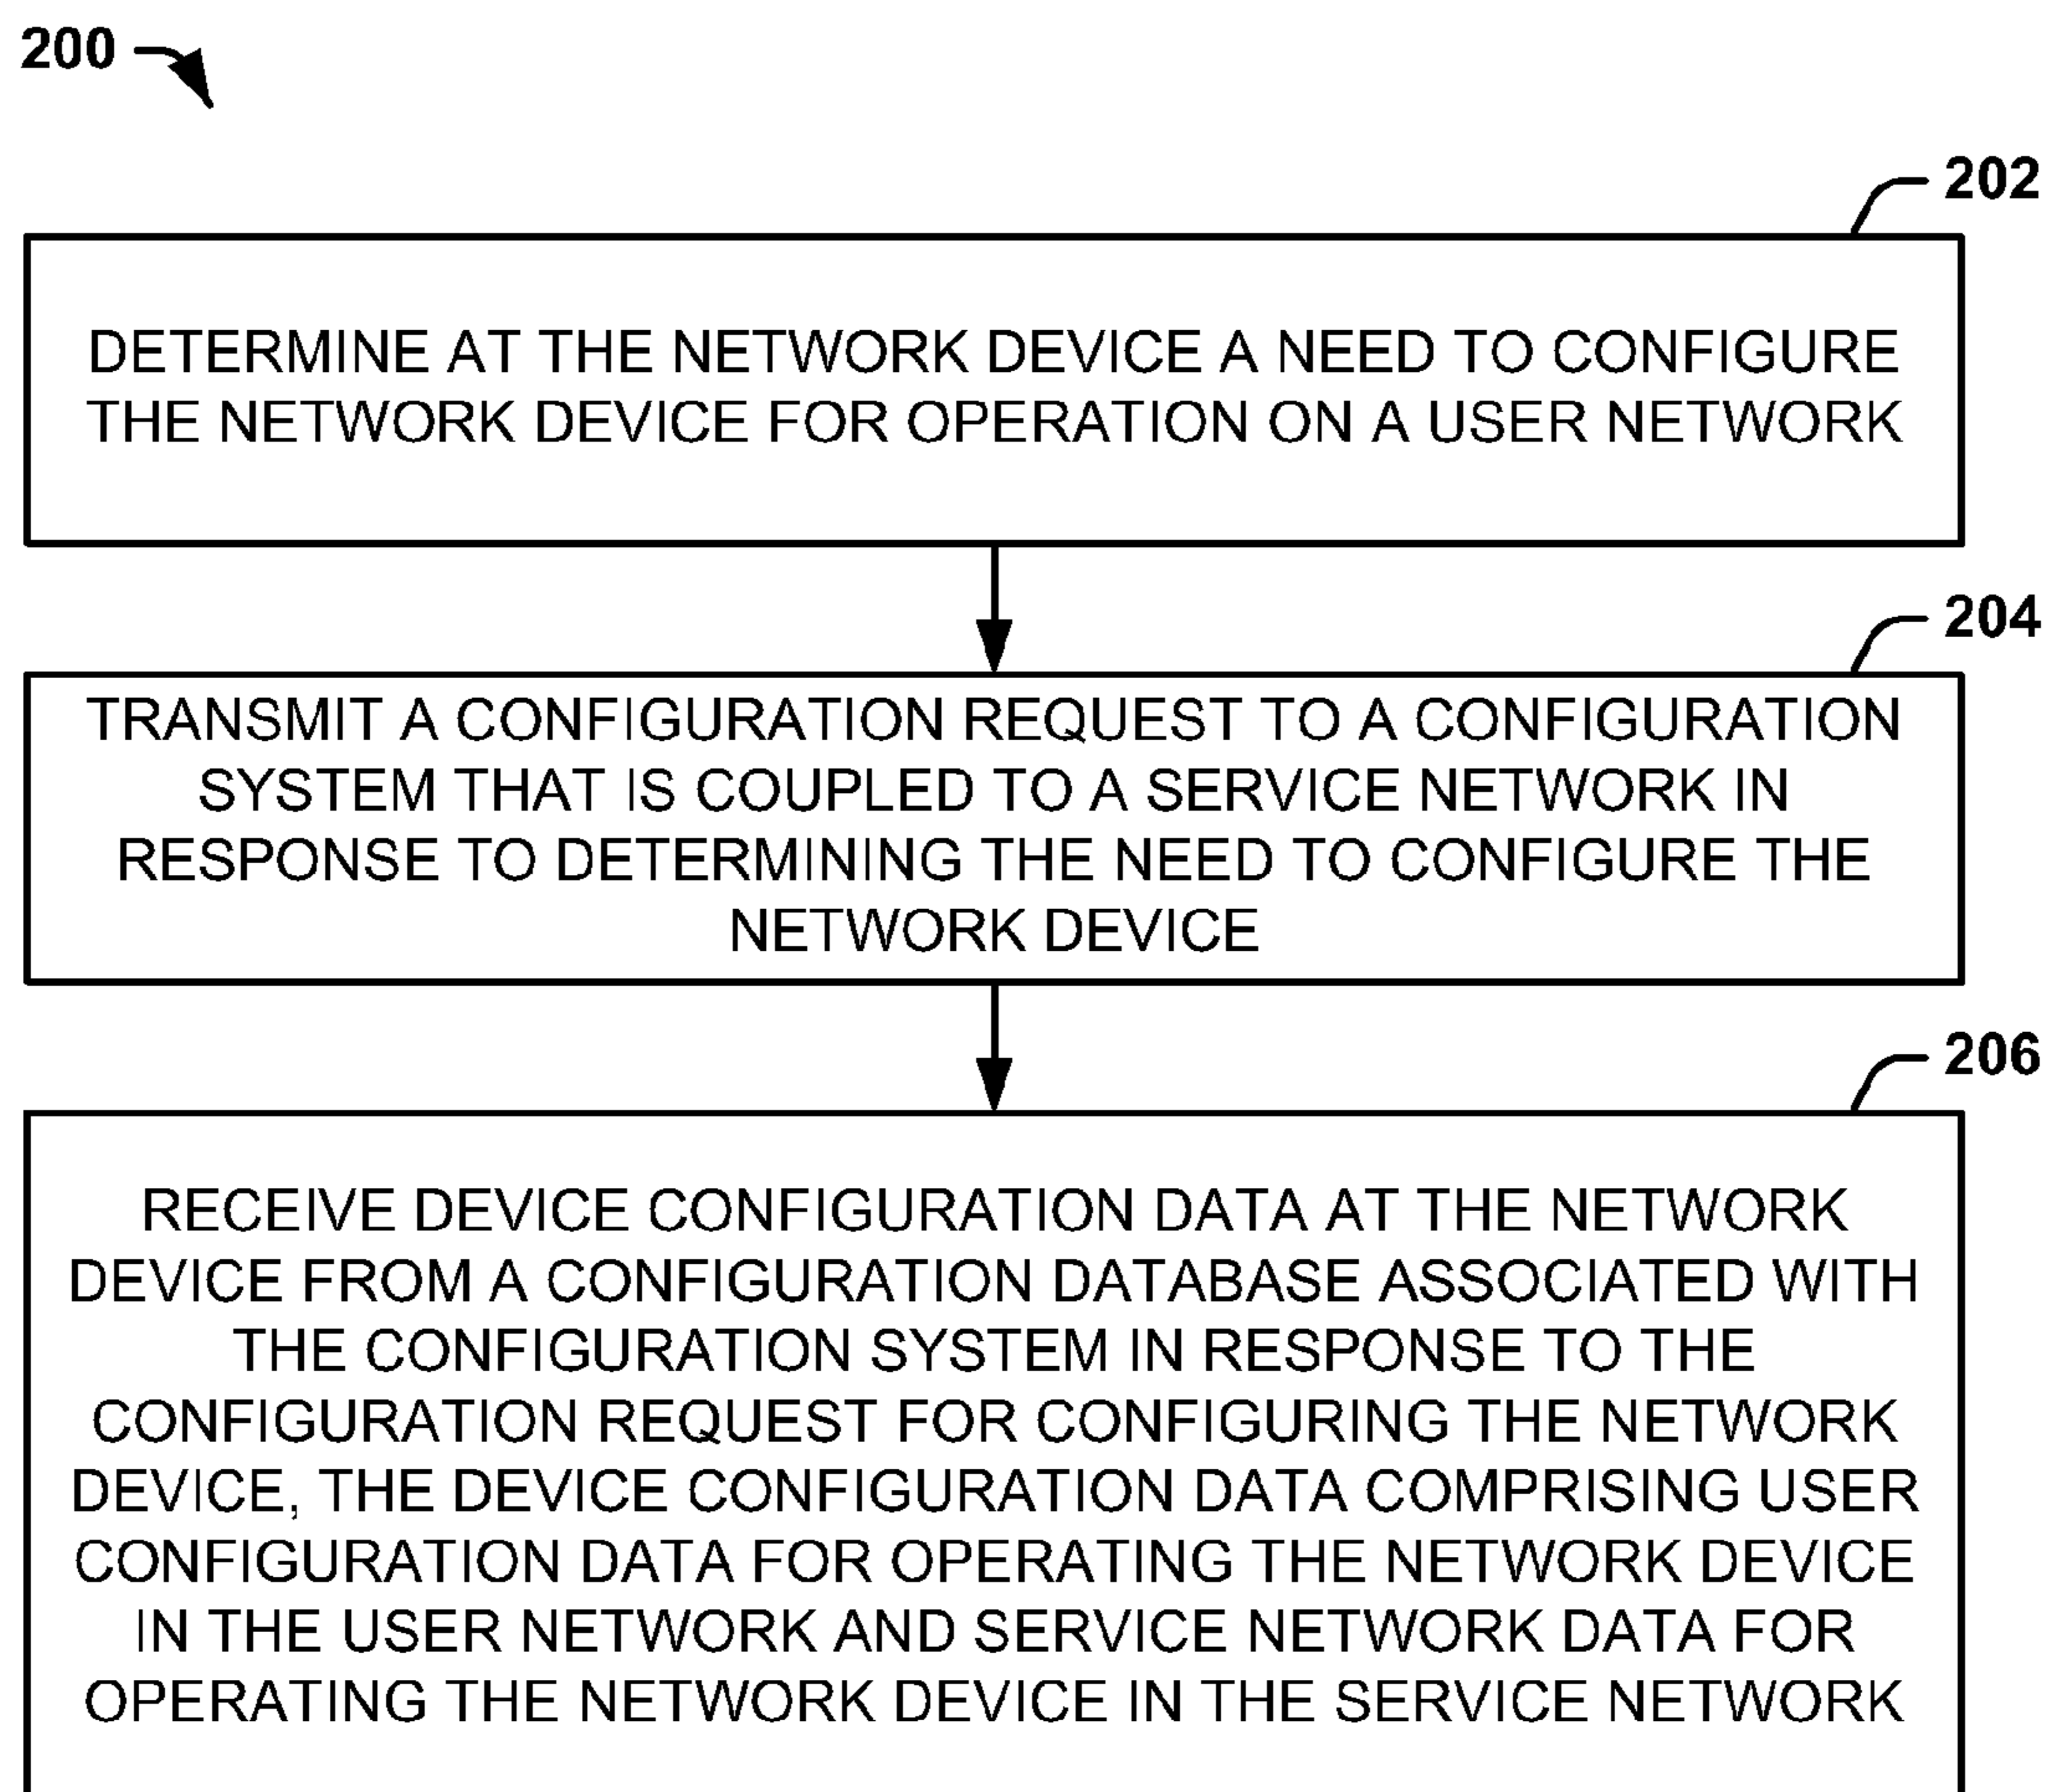 200
202
DETERMINE AT THE NETWORK DEVICE A NEED TO CONFIGURE
THE NETWORK DEVICE FOR OPERATION ON A USER NETWORK
204
TRANSMIT A CONFIGURATION REQUEST TO A CONFIGURATION
SYSTEM THAT IS COUPLED TO A SERVICE NETWORK IN
RESPONSE TO DETERMINING THE NEED TO CONFIGURE THE
NETWORK DEVICE
206
RECEIVE DEVICE CONFIGURATION DATA AT THE NETWORK
DEVICE FROM A CONFIGURATION DATABASE ASSOCIATED WITH
THE CONFIGURATION SYSTEM IN RESPONSE TO THE
CONFIGURATION REQUEST FOR CONFIGURING THE NETWORK
DEVICE, THE DEVICE CONFIGURATION DATA COMPRISING USER
CONFIGURATION DATA FOR OPERATING THE NETWORK DEVICE
IN THE USER NETWORK AND SERVICE NETWORK DATA FOR
OPERATING THE NETWORK DEVICE IN THE SERVICE NETWORK